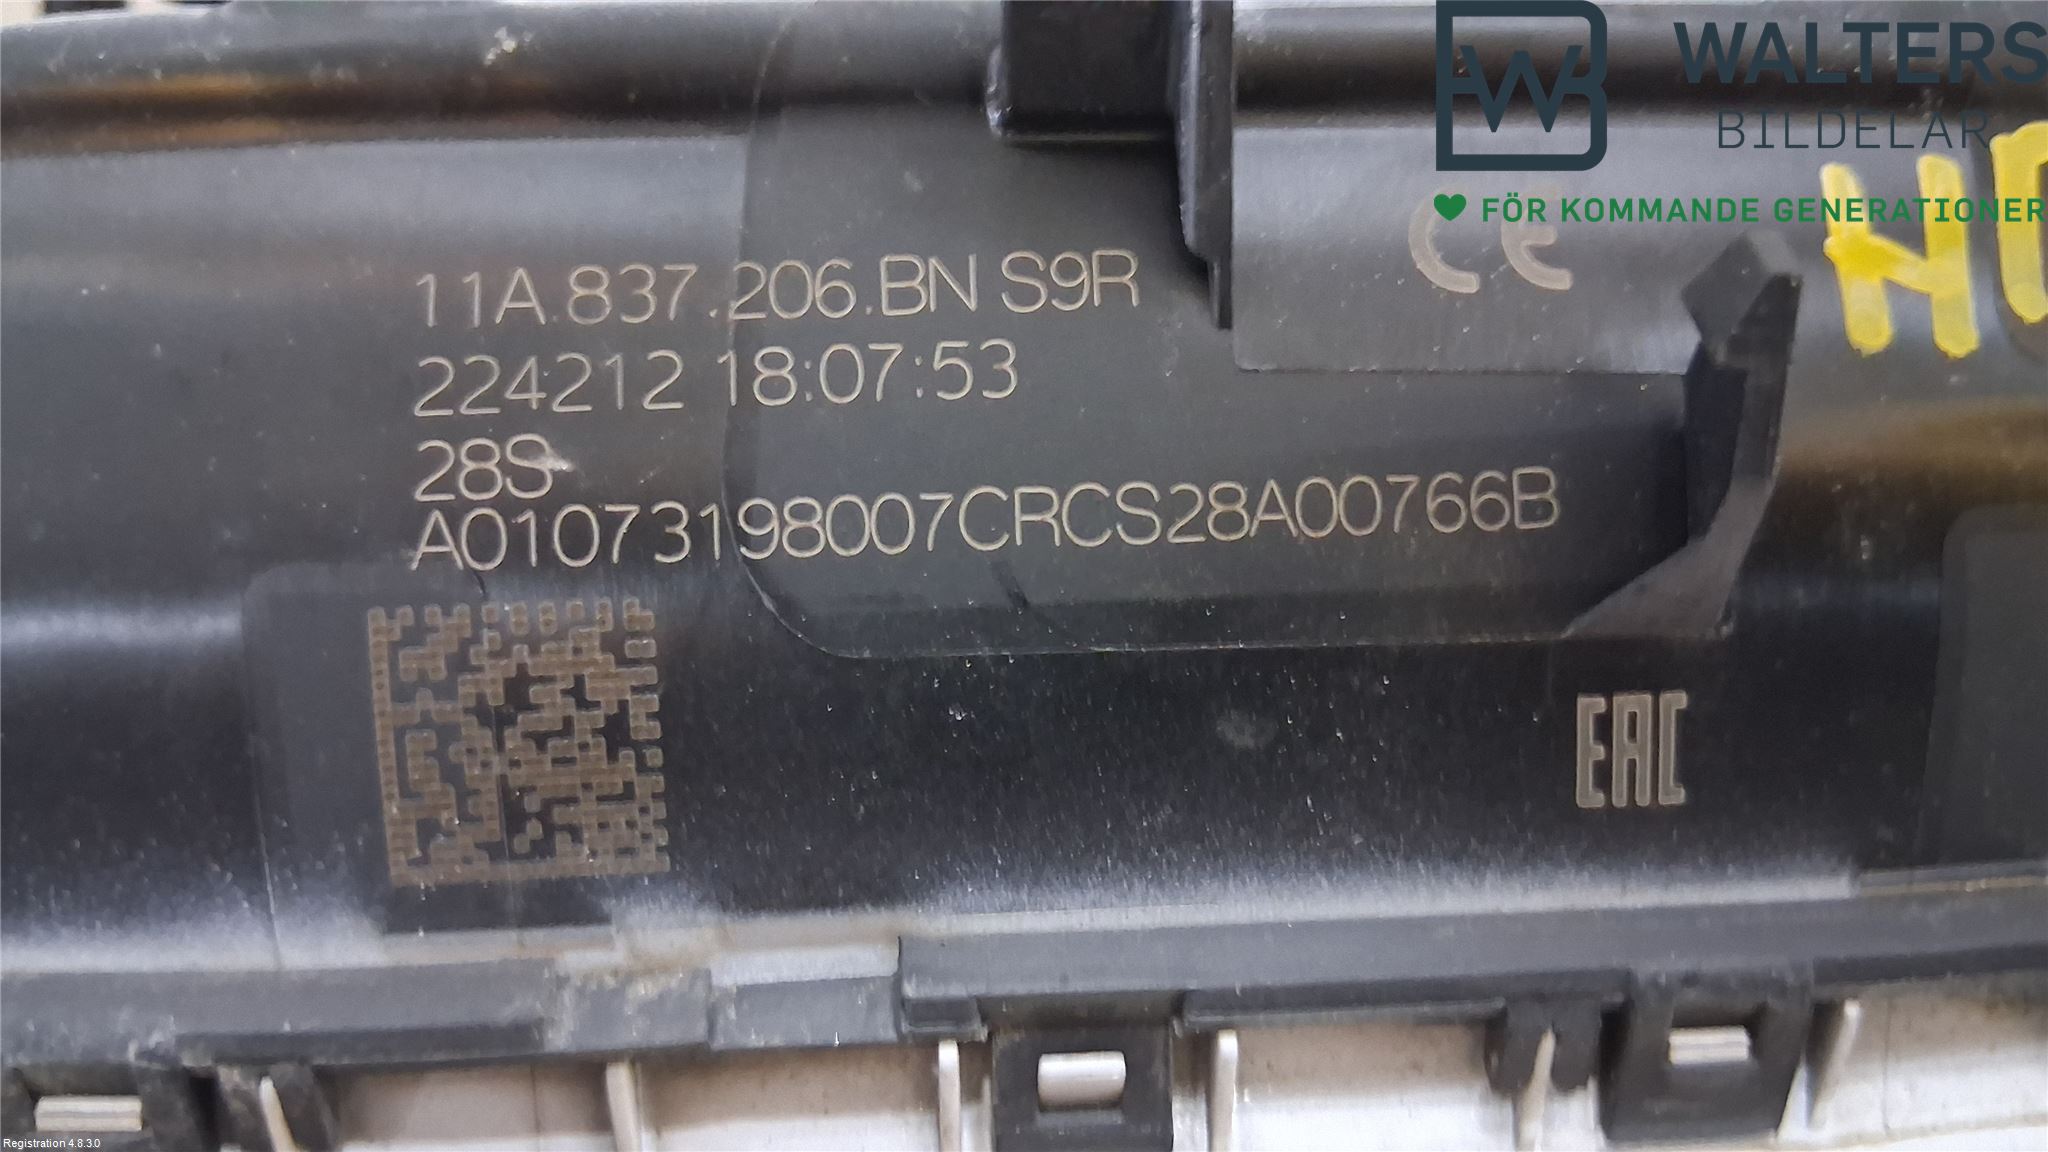 WALTERS
BILDELAR
FÖR KOMMANDE GENERATIONER
CE
11A.837.206.BN S9R
224212 18:07:53
28S
A01073198007CRCS28A00766B
EAC
Registration 4.8.3.0